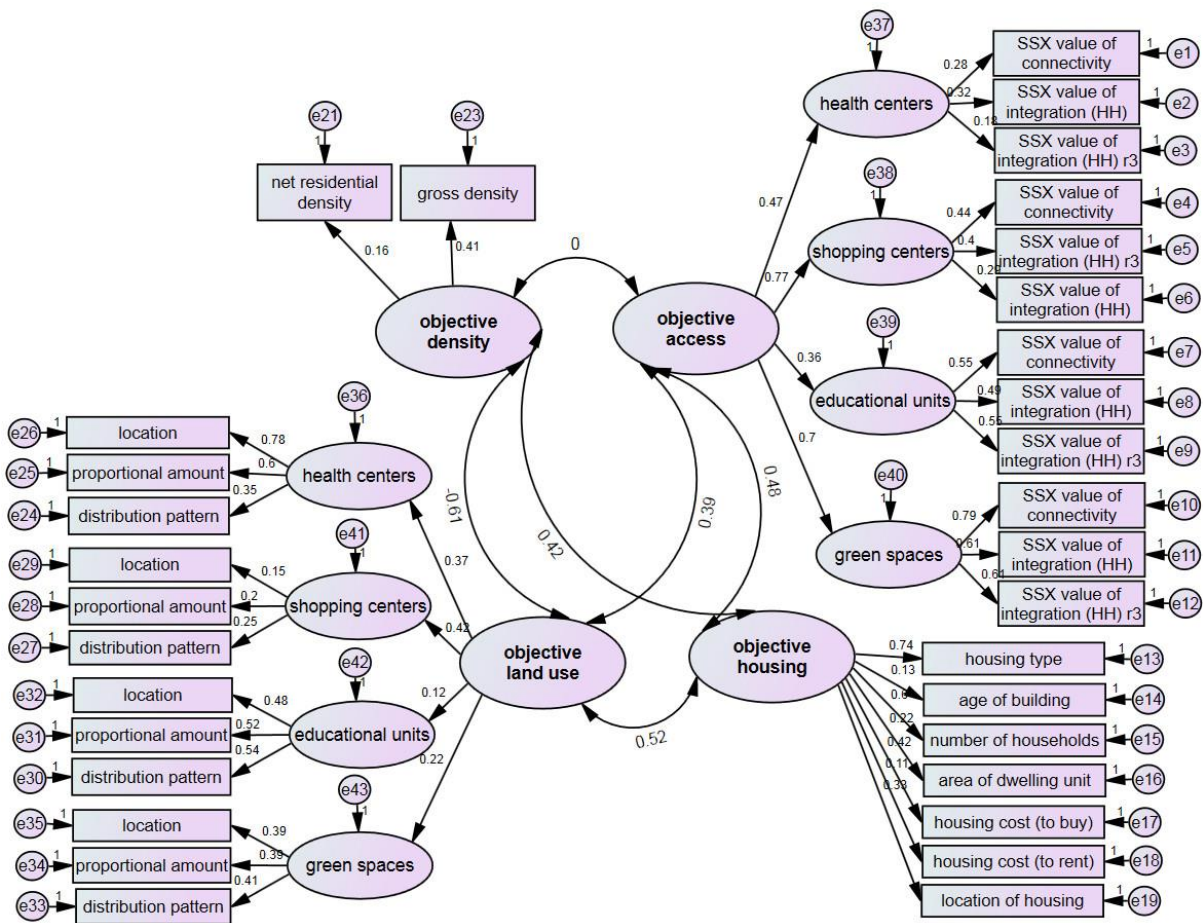 e37
1
health centers
0.28
0.32
0.18
SSX value of
connectivity
1
e1
SSX value of
integration (HH)
1
e2
SSX value of
integration (HH) r3
1
e3
e21
1
net residential
density
e23
1
gross density
0.16
0.41
0
0.47
0.77
0.36
0.7
e38
1
shopping centers
0.44
0.4
0.29
SSX value of
connectivity
1
e4
SSX value of
integration (HH) r3
1
e5
SSX value of
integration (HH)
1
e6
objective
density
objective
access
e39
1
educational units
0.55
0.49
0.55
SSX value of
connectivity
1
e7
SSX value of
integration (HH)
1
e8
SSX value of
integration (HH) r3
1
e9
e40
1
green spaces
0.79
0.61
0.61
SSX value of
connectivity
1
e10
SSX value of
integration (HH)
1
e11
SSX value of
integration (HH) r3
1
e12
e36
1
health centers
0.78
0.6
0.35
e26
1
location
e25
1
proportional amount
e24
1
distribution pattern
-0.61
0.42
0.39
0.48
0.52
0.37
0.42
0.12
0.22
e41
1
shopping centers
0.15
0.2
0.25
e29
1
location
e28
1
proportional amount
e27
1
distribution pattern
objective
land use
objective
housing
e42
1
educational units
0.48
0.52
0.54
e32
1
location
e31
1
proportional amount
e30
1
distribution pattern
e43
1
green spaces
0.39
0.39
0.41
e35
1
location
e34
1
proportional amount
e33
1
distribution pattern
0.74
0.13
0.22
0.42
0.11
0.33
housing type
1
e13
age of building
1
e14
number of households
1
e15
area of dwelling unit
1
e16
housing cost (to buy)
1
e17
housing cost (to rent)
1
e18
location of housing
1
e19